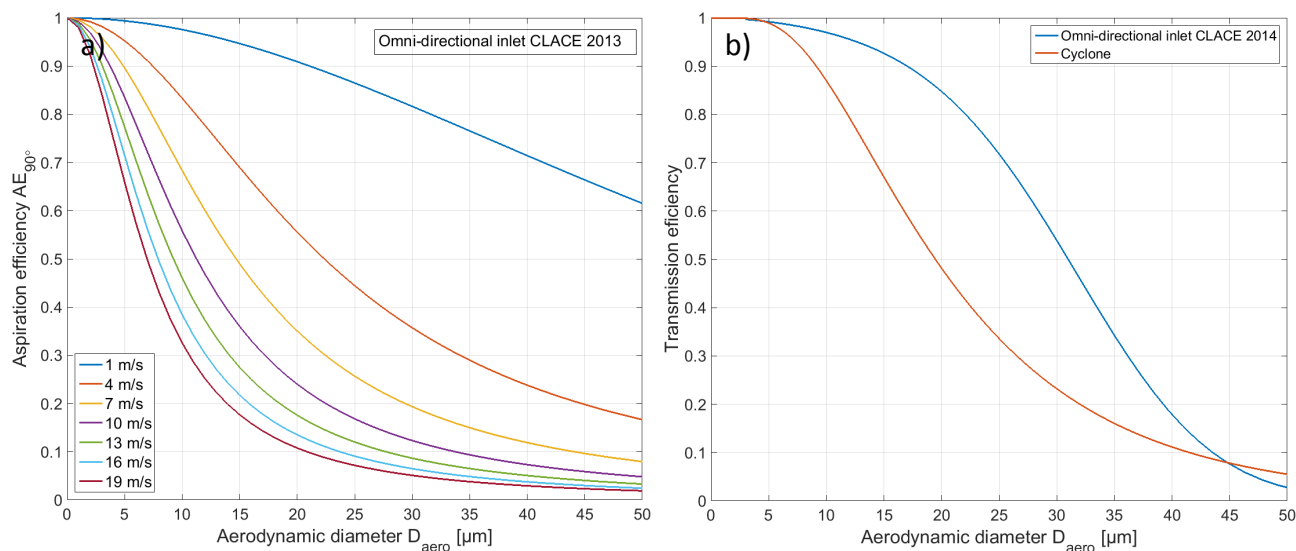 a)
Omni-directional inlet CLACE 2013
Aspiration efficiency AE90°
1
0.9
0.8
0.7
0.6
0.5
0.4
0.3
0.2
0.1
0
1 m/s
4 m/s
7 m/s
10 m/s
13 m/s
16 m/s
19 m/s
0 5 10 15 20 25 30 35 40 45 50
Aerodynamic diameter Daero [µm]
b)
Omni-directional inlet CLACE 2014
Cyclone
Transmission eficiency
1
0.9
0.8
0.7
0.6
0.5
0.4
0.3
0.2
0.1
0
0 5 10 15 20 25 30 35 40 45 50
Aerodynamic diameter Daero [µm]